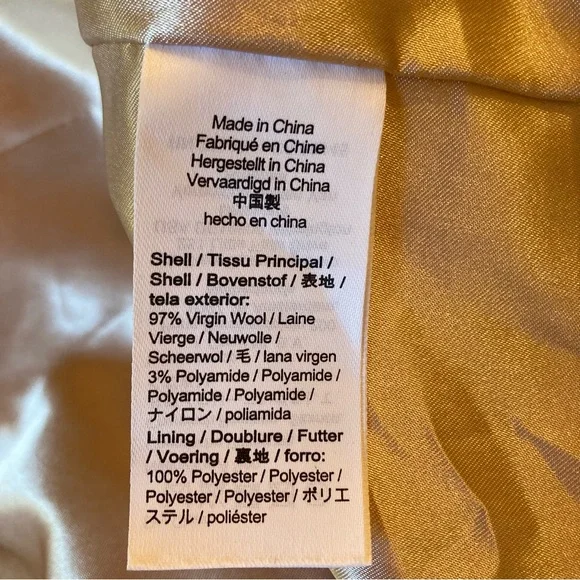 Made in China
Fabriqué en Chine
Hergestellt in China
Vervaardigd in China
中国製
hecho en china
Shell / Tissu Principal /
Shell / Bovenstof / 表地 /
tela exterior:
97% Virgin Wool / Laine
Vierge / Neuwolle /
Scheerwol / 毛 / lana virgen
3% Polyamide / Polyamide /
Polyamide / Polyamide /
ナイロン / poliamida
Lining / Doublure / Futter
/ Voering / 裏地 / forro:
100% Polyester / Polyester /
Polyester / Polyester / ポリエ
ステル / poliéster